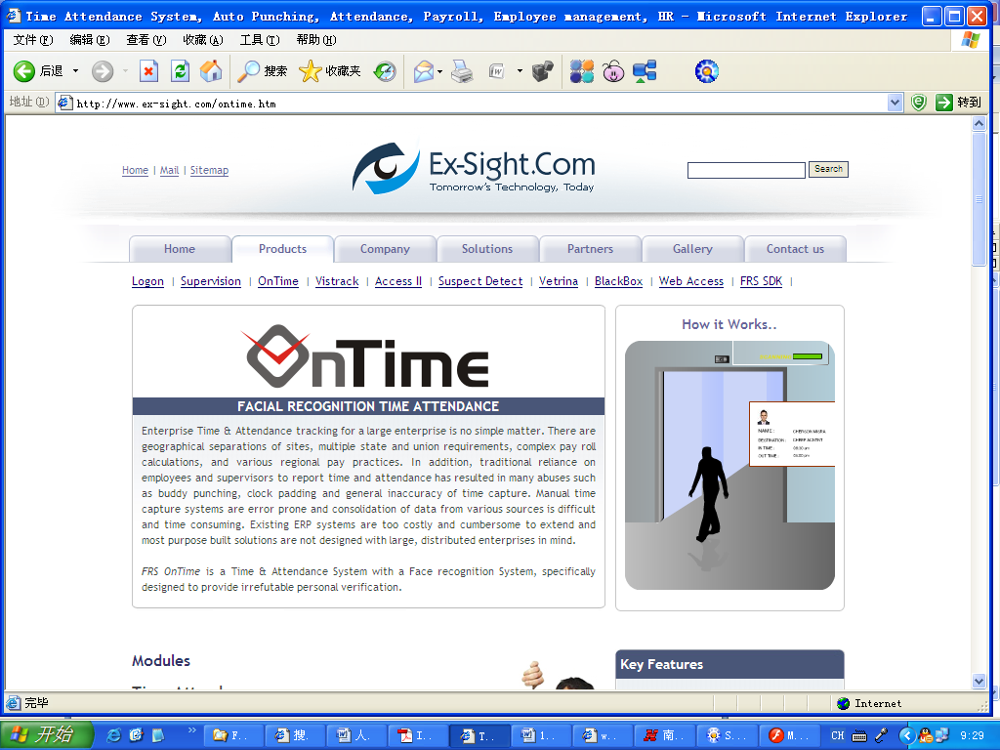 Time Attendance System, Auto Punching, Attendance, Payroll, Employee management, HR - Microsoft Internet Explorer
文件(F) 编辑(E) 查看(V) 收藏(A) 工具(T) 帮助(H)
后退 搜索 收藏夹
地址(D) http://www.ex-sight.com/ontime.htm 转到
Home | Mail | Sitemap
Ex-Sight.Com
Tomorrow's Technology, Today
Search
Home Products Company Solutions Partners Gallery Contact us
Logon | Supervision | OnTime | Vistrack | Access II | Suspect Detect | Vetrina | BlackBox | Web Access | FRS SDK |
OnTime
FACIAL RECOGNITION TIME ATTENDANCE
Enterprise Time & Attendance tracking for a large enterprise is no simple matter. There are
geographical separations of sites, multiple state and union requirements, complex pay roll
calculations, and various regional pay practices. In addition, traditional reliance on
employees and supervisors to report time and attendance has resulted in many abuses such
as buddy punching, clock padding and general inaccuracy of time capture. Manual time
capture systems are error prone and consolidation of data from various sources is difficult
and time consuming. Existing ERP systems are too costly and cumbersome to extend and
most purpose built solutions are not designed with large, distributed enterprises in mind.
FRS OnTime is a Time & Attendance System with a Face recognition System, specifically
designed to provide irrefutable personal verification.
How it Works..
NAME :
DESTINATION :
IN TIME :
OUT TIME :
Modules
Key Features
完毕 Internet
开始 F... 搜... 人... I... T... 1... w... 南... S... M... CH 9:29